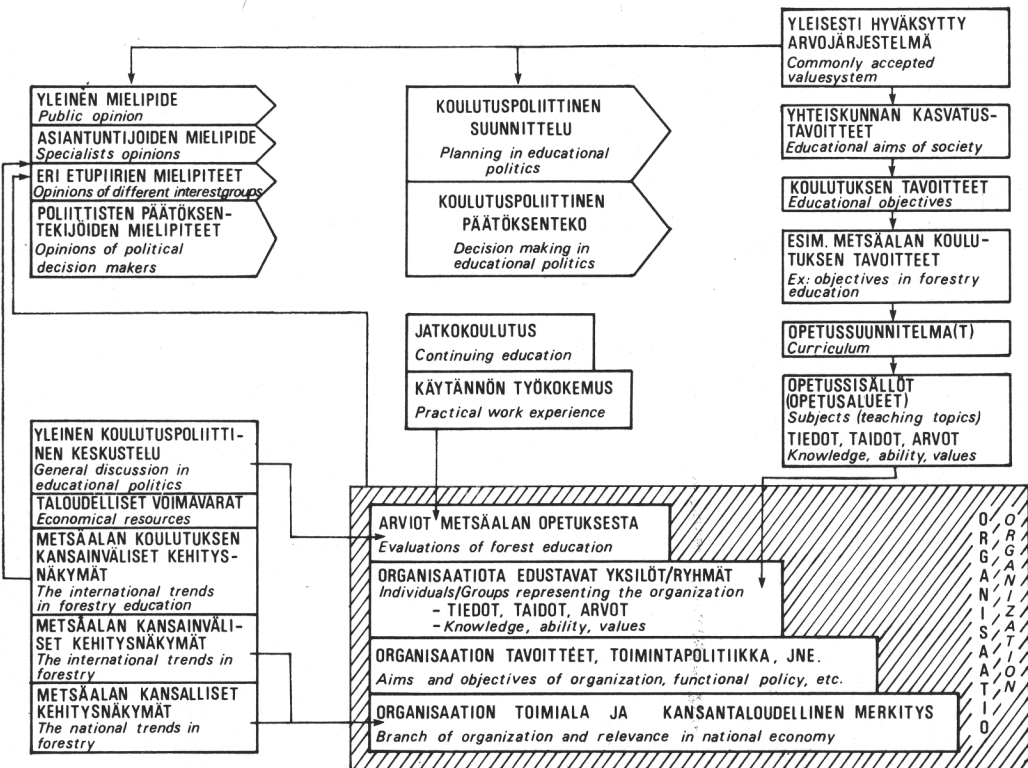 YLEISESTI HYVÄKSYTTY
ARVOJÄRJESTELMÄ
Commonly accepted
valuesystem
YLEINEN MIELIPIDE
Public opinion
ASIANTUNTIJOIDEN MIELIPIDE
Specialists opinions
ERI ETUPIIRIEN MIELIPITEET
Opinions of different interestgroups
POLIITTISTEN PÄÄTÖKSEN-
TEKIJÖIDEN MIELIPITEET
Opinions of political
decision makers
KOULUTUSPOLIITTINEN
SUUNNITTELU
Planning in educational
politics
KOULUTUSPOLIITTINEN
PÄÄTÖKSENTEKO
Decision making in
educational politics
YHTEISKUNNAN KASVATUS-
TAVOITTEET
Educational aims of society
KOULUTUKSEN TAVOITTEET
Educational objectives
ESIM. METSÄALAN KOULU-
TUKSEN TAVOITTEET
Ex: objectives in forestry
education
OPETUSSUUNNITELMA(T)
Curriculum
OPETUSSISÄLLÖT
(OPETUSALUEET)
Subjects (teaching topics)
TIEDOT, TAIDOT, ARVOT
Knowledge, ability, values
JATKOKOULUTUS
Continuing education
KÄYTÄNNÖN TYÖKOKEMUS
Practical work experience
YLEINEN KOULUTUSPOLIITTI-
NEN KESKUSTELU
General discussion in
educational politics
TALOUDELLISET VOIMAVARAT
Economical resources
METSÄALAN KOULUTUKSEN
KANSAINVÄLISET KEHITYS-
NÄKYMÄT
The international trends
in forestry education
METSÄALAN KANSAINVÄLI-
SET KEHITYSNÄKYMÄT
The international trends in
forestry
METSÄALAN KANSALLISET
KEHITYSNÄKYMÄT
The national trends in
forestry
ARVIOT METSÄALAN OPETUKSESTA
Evaluations of forest education
ORGANISAATIOTA EDUSTAVAT YKSILÖT/RYHMÄT
Individuals/Groups representing the organization
– TIEDOT, TAIDOT, ARVOT
– Knowledge, ability, values
ORGANISAATION TAVOITTEET, TOIMINTAPOLITIIKKA, JNE.
Aims and objectives of organization, functional policy, etc.
ORGANISAATION TOIMIALA JA KANSANTALOUDELLINEN MERKITYS
Branch of organization and relevance in national economy
ORGANISAATIO
ORGANIZATION